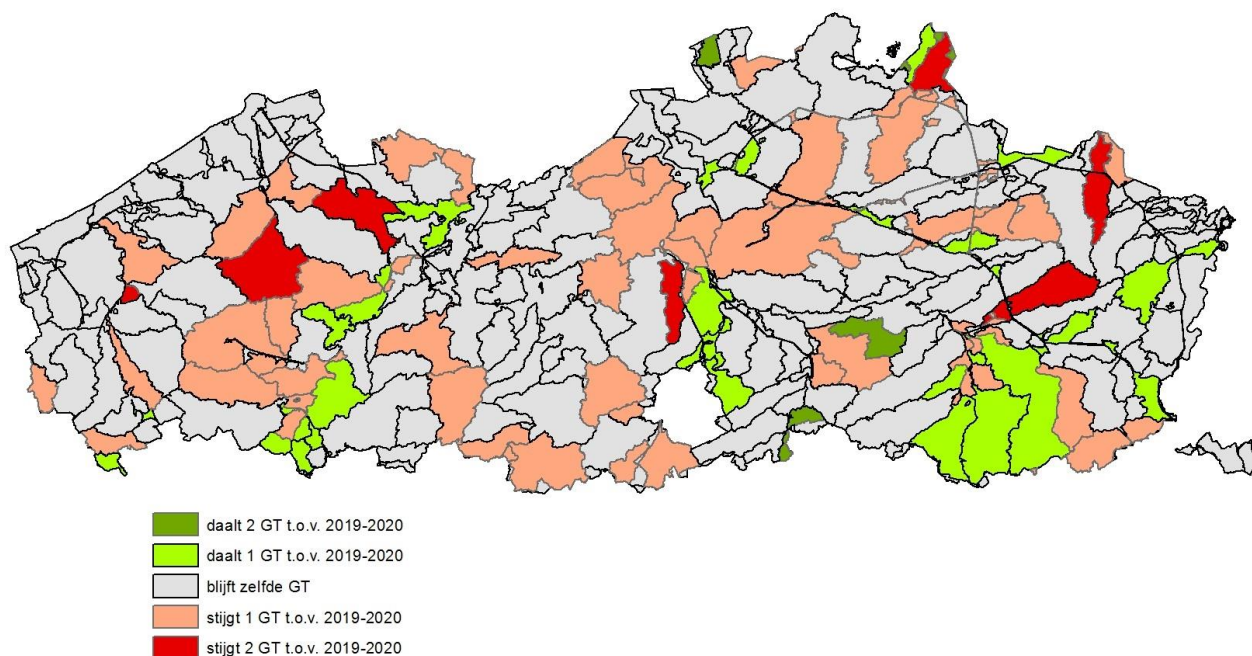 daalt 2 GT t.o.v. 2019-2020
daalt 1 GT t.o.v. 2019-2020
blijft zelfde GT
stijgt 1 GT t.o.v. 2019-2020
stijgt 2 GT t.o.v. 2019-2020